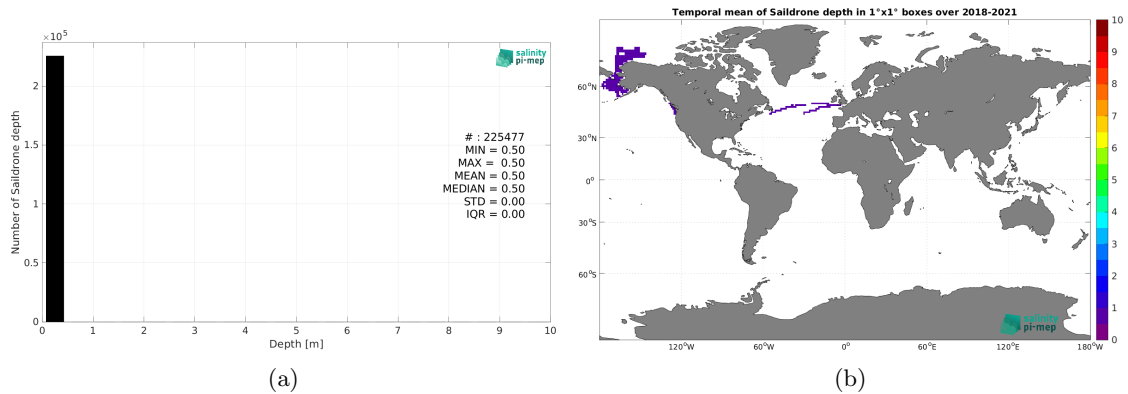 ×10⁵
2
1.5
1
0.5
0
Number of Saildrone depth
0 1 2 3 4 5 6 7 8 9 10
Depth [m]
salinity
pi-mep
# : 225477
MIN = 0.50
MAX = 0.50
MEAN = 0.50
MEDIAN = 0.50
STD = 0.00
IQR = 0.00
(a)
Temporal mean of Saildrone depth in 1°x1° boxes over 2018-2021
60°N
30°N
0°
30°S
60°S
120°W 60°W 0° 60°E 120°E 180°W
salinity
pi-mep
10
9
8
7
6
5
4
3
2
1
0
(b)